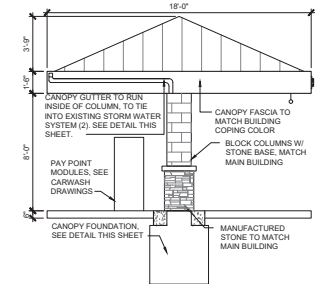 18'-0"
3'-9"
1'-6"
8'-0"
CANOPY GUTTER TO RUN
INSIDE OF COLUMN, TO TIE
INTO EXISTING STORM WATER
SYSTEM (2). SEE DETAIL THIS
SHEET.
CANOPY FASCIA TO
MATCH BUILDING
COPING COLOR
BLOCK COLUMNS W/
STONE BASE, MATCH
MAIN BUILDING
PAY POINT
MODULES, SEE
CARWASH
DRAWINGS
CANOPY FOUNDATION,
SEE DETAIL THIS SHEET
MANUFACTURED
STONE TO MATCH
MAIN BUILDING